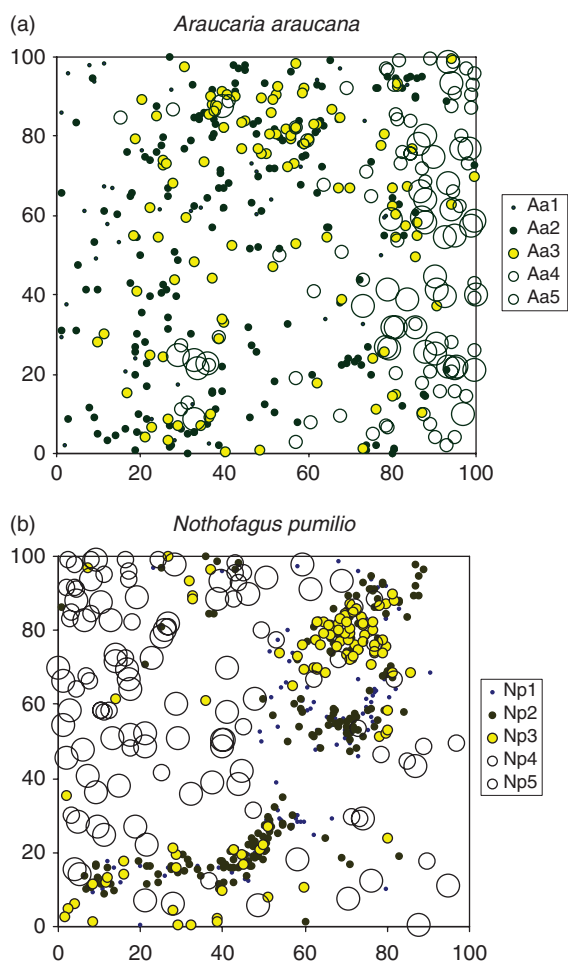 (a)
Araucaria araucana
100
80
60
40
20
0
0 20 40 60 80 100
Aa1
Aa2
Aa3
Aa4
Aa5
(b)
Nothofagus pumilio
100
80
60
40
20
0
0 20 40 60 80 100
Np1
Np2
Np3
Np4
Np5